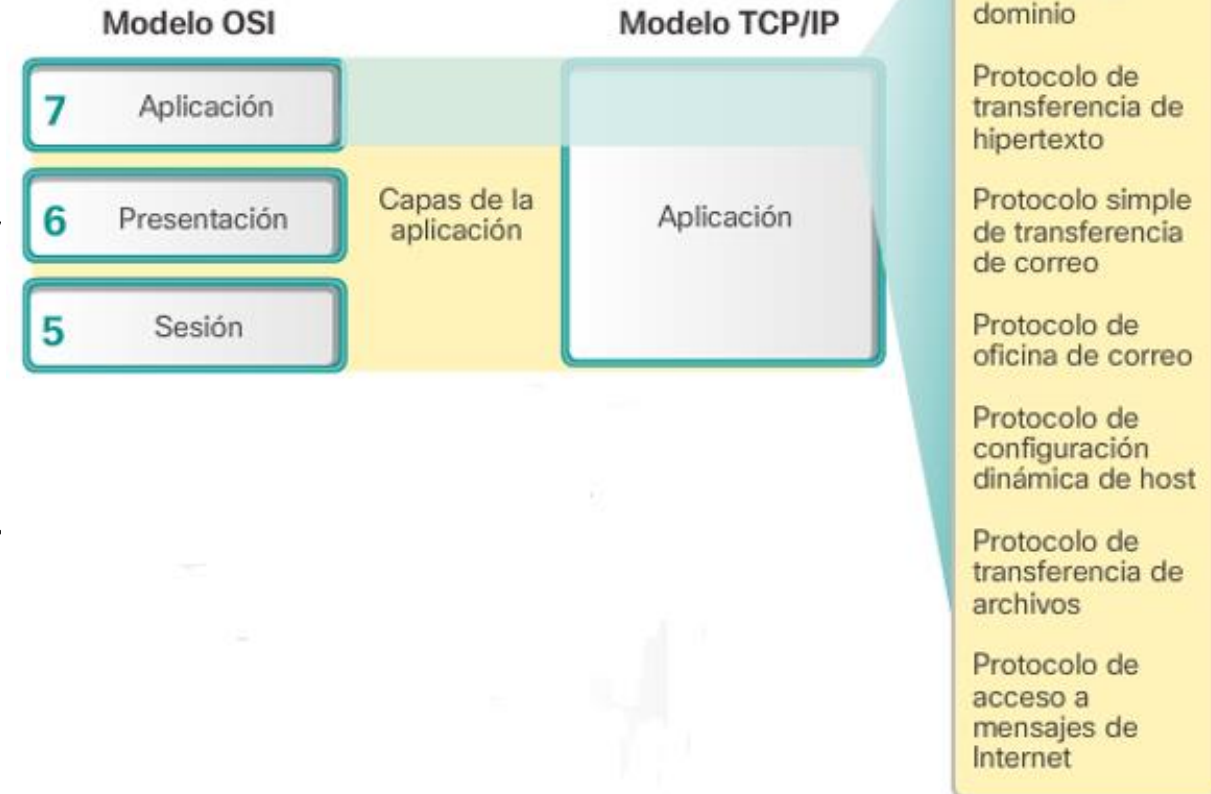 Modelo OSI
Modelo TCP/IP
7 Aplicación
6 Presentación
5 Sesión
Capas de la
aplicación
Aplicación
dominio
Protocolo de
transferencia de
hipertexto
Protocolo simple
de transferencia
de correo
Protocolo de
oficina de correo
Protocolo de
configuración
dinámica de host
Protocolo de
transferencia de
archivos
Protocolo de
acceso a
mensajes de
Internet